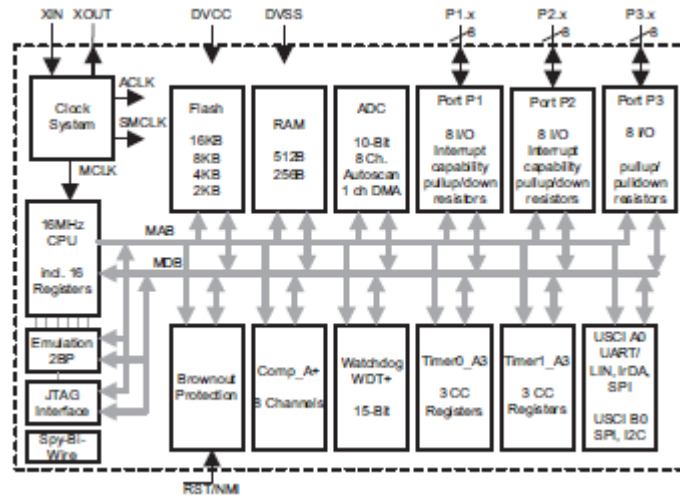 XIN XOUT DVCC DVSS P1.x P2.x P3.x
8 8 8
Clock
System
ACLK
SMCLK
MCLK
Flash
16KB
8KB
4KB
2KB
RAM
512B
256B
ADC
10-Bit
8 Ch.
Autoscan
1 ch DMA
Port P1
8 I/O
Interrupt
capability
pullup/down
resistors
Port P2
8 I/O
Interrupt
capability
pullup/down
resistors
Port P3
8 I/O
pullup/
pulldown
resistors
16MHz
CPU
incl. 16
Registers
MAB
MDB
Emulation
2BP
JTAG
Interface
Spy-Bi-
Wire
Brownout
Protection
Comp_A+
8 Channels
Watchdog
WDT+
15-Bit
Timer0_A3
3 CC
Registers
Timer1_A3
3 CC
Registers
USCI A0
UART/
LIN, IrDA,
SPI
USCI B0
SPI, I2C
RST/NMI